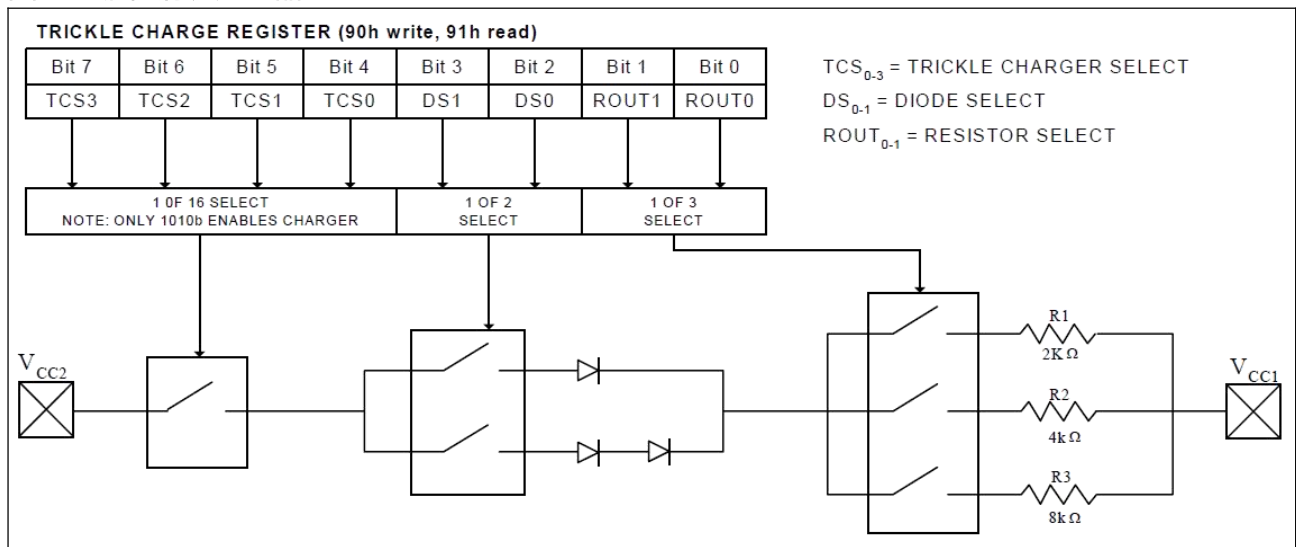 TRICKLE CHARGE REGISTER (90h write, 91h read)
Bit 7 Bit 6 Bit 5 Bit 4 Bit 3 Bit 2 Bit 1 Bit 0
TCS3 TCS2 TCS1 TCS0 DS1 DS0 ROUT1 ROUT0
TCS0-3 = TRICKLE CHARGER SELECT
DS0-1 = DIODE SELECT
ROUT0-1 = RESISTOR SELECT
1 0F 16 SELECT
NOTE: ONLY 1010b ENABLES CHARGER
1 OF 2
SELECT
1 OF 3
SELECT
VCC2
R1
2K Ω
R2
4k Ω
R3
8k Ω
VCC1